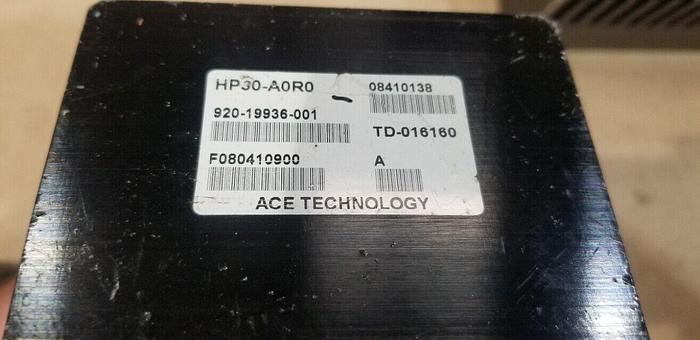 HP30-A0R0
08410138
920-19936-001
TD-016160
F080410900
A
ACE TECHNOLOGY